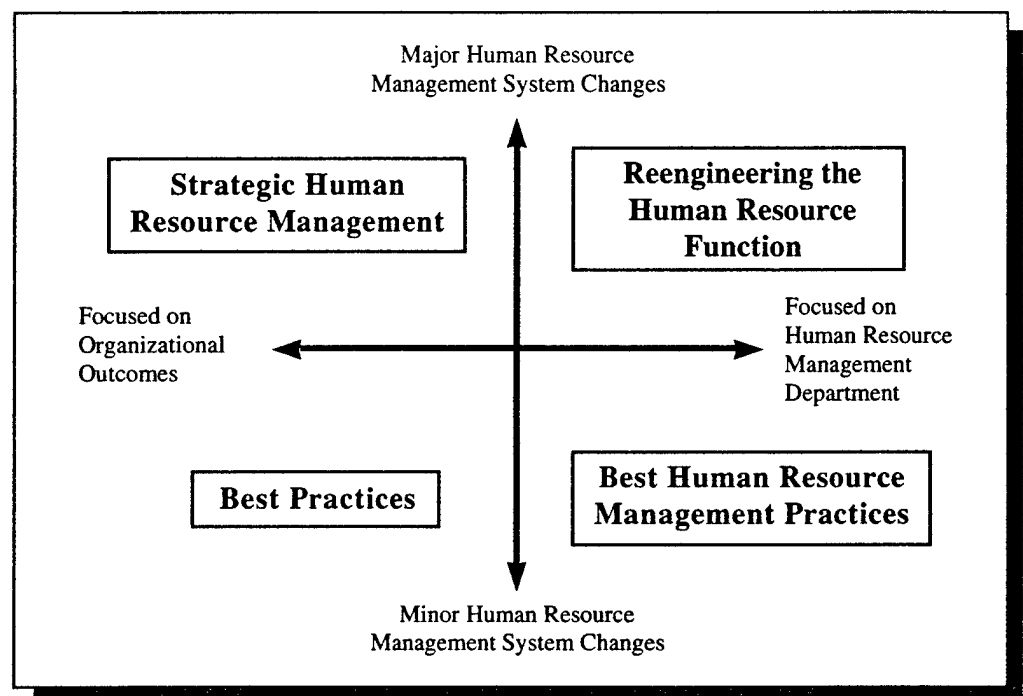 Major Human Resource
Management System Changes
Strategic Human
Resource Management
Reengineering the
Human Resource
Function
Focused on
Organizational
Outcomes
Focused on
Human Resource
Management
Department
Best Practices
Best Human Resource
Management Practices
Minor Human Resource
Management System Changes